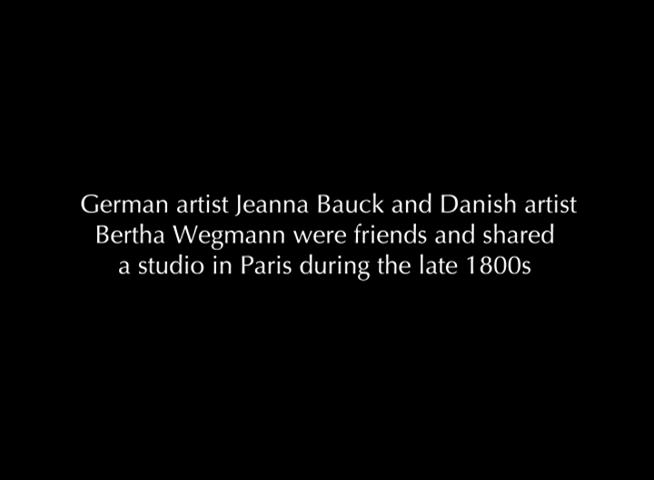 German artist Jeanna Bauck and Danish artist
Bertha Wegmann were friends and shared
a studio in Paris during the late 1800s